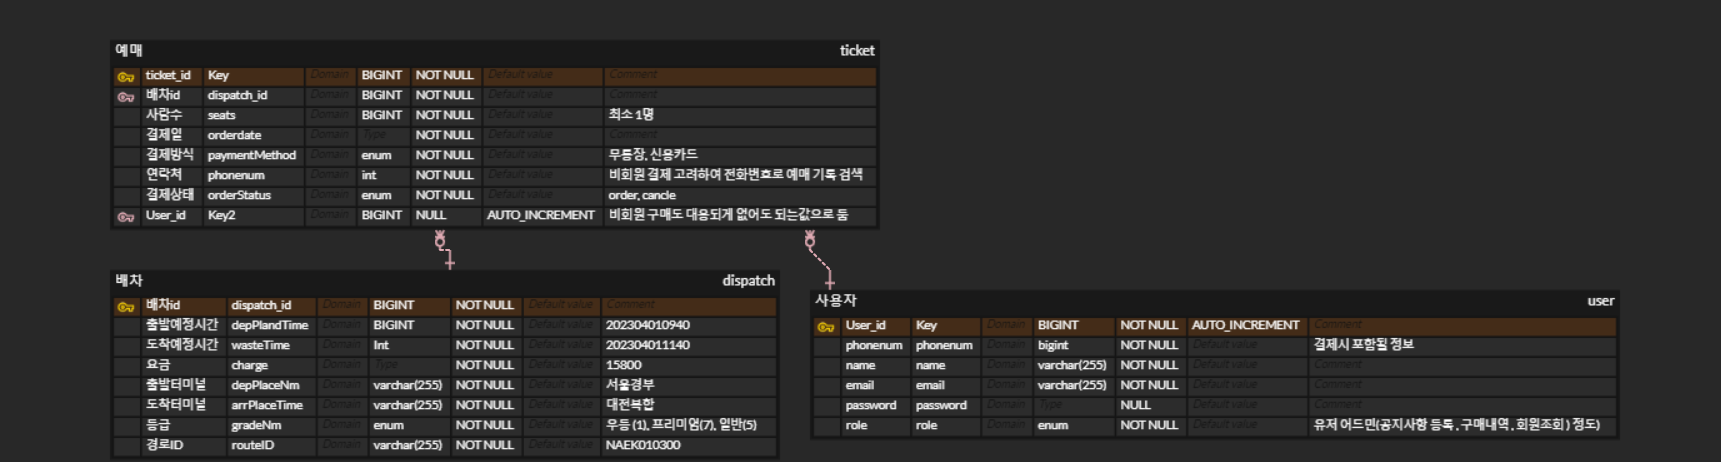 예매 ticket
ticket_id Key Domain BIGINT NOT NULL Default value Comment
배차id dispatch_id Domain BIGINT NOT NULL Default value Comment
사람수 seats Domain BIGINT NOT NULL Default value 최소 1명
결제일 orderdate Domain Type NOT NULL Default value Comment
결제방식 paymentMethod Domain enum NOT NULL Default value 무통장, 신용카드
연락처 phonenum Domain int NOT NULL Default value 비회원 결제 고려하여 전화번호로 예매 기록 검색
결제상태 orderStatus Domain enum NOT NULL Default value order, cancle
User_id Key2 Domain BIGINT NULL AUTO_INCREMENT 비회원 구매도 대응되게 없어도 되는값으로 둠
배차 dispatch
배차id dispatch_id Domain BIGINT NOT NULL Default value Comment
출발예정시간 depPlandTime Domain BIGINT NOT NULL Default value 202304010940
도착예정시간 wasteTime Domain Int NOT NULL Default value 202304011140
요금 charge Domain Type NOT NULL Default value 15800
출발터미널 depPlaceNm Domain varchar(255) NOT NULL Default value 서울경부
도착터미널 arrPlaceTime Domain varchar(255) NOT NULL Default value 대전복합
등급 gradeNm Domain enum NOT NULL Default value 우등 (1), 프리미엄(7), 일반(5)
경로ID routeID Domain varchar(255) NOT NULL Default value NAEK010300
사용자 user
User_id Key Domain BIGINT NOT NULL AUTO_INCREMENT Comment
phonenum phonenum Domain bigint NOT NULL Default value 결제시 포함될 정보
name name Domain varchar(255) NOT NULL Default value Comment
email email Domain varchar(255) NOT NULL Default value Comment
password password Domain Type NULL Default value Comment
role role Domain enum NOT NULL Default value 유저 어드민(공지사항 등록 , 구매내역 , 회원조회 ) 정도)